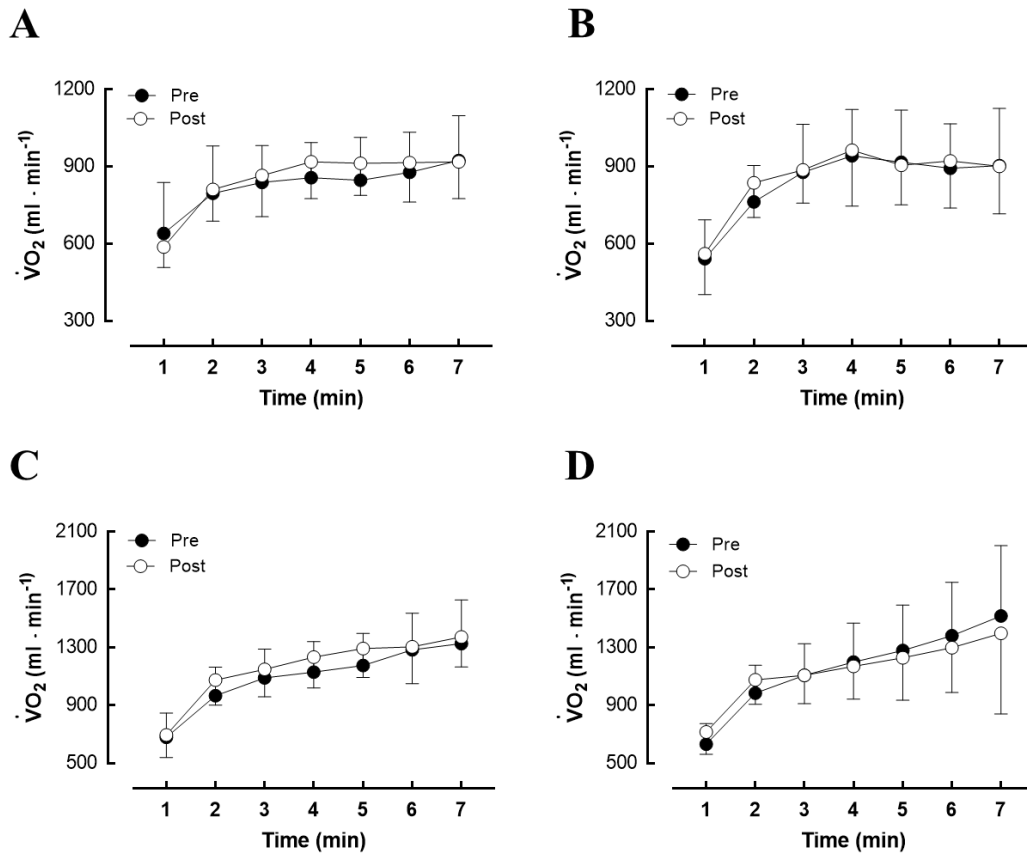 A
V̇O₂ (ml · min⁻¹)
1200
900
600
300
Pre
Post
1 2 3 4 5 6 7
Time (min)
B
V̇O₂ (ml · min⁻¹)
1200
900
600
300
Pre
Post
1 2 3 4 5 6 7
Time (min)
C
V̇O₂ (ml · min⁻¹)
2100
1700
1300
900
500
Pre
Post
1 2 3 4 5 6 7
Time (min)
D
V̇O₂ (ml · min⁻¹)
2100
1700
1300
900
500
Pre
Post
1 2 3 4 5 6 7
Time (min)